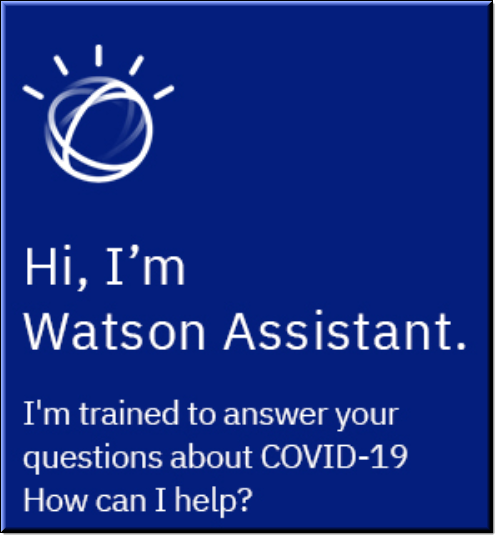 Hi, I’m
Watson Assistant.
I'm trained to answer your
questions about COVID-19
How can I help?